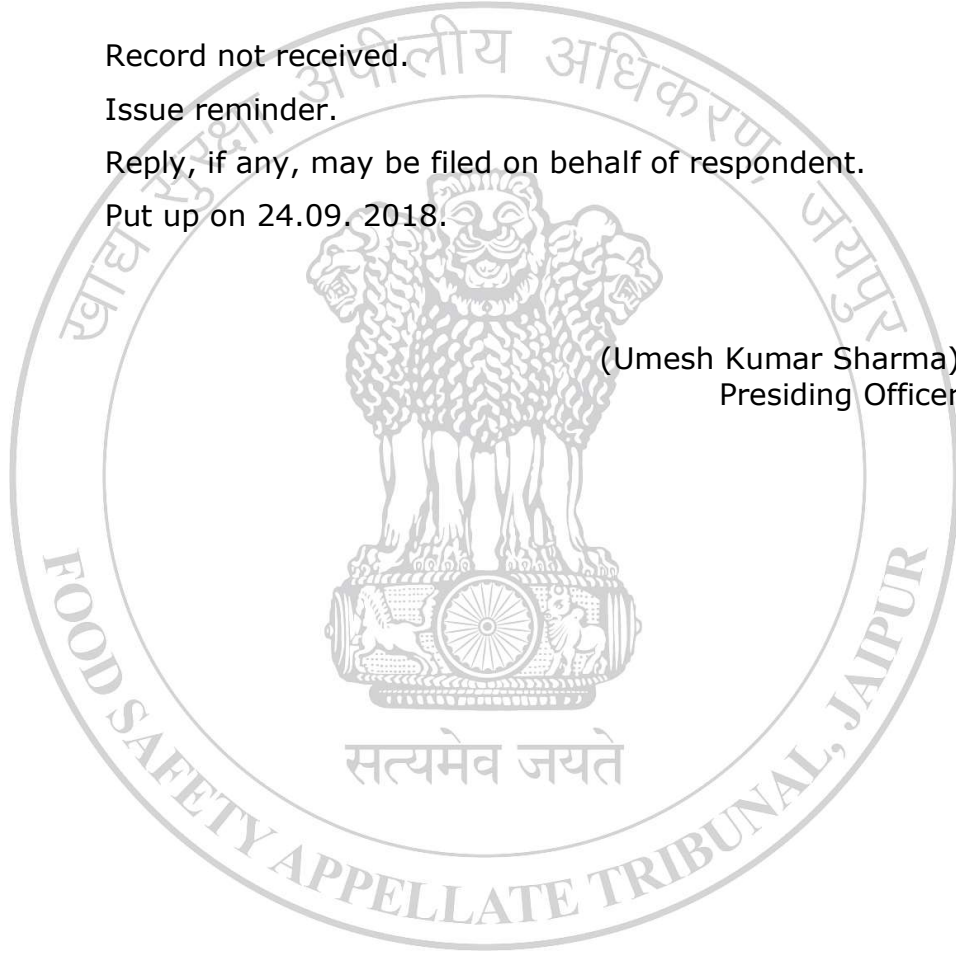 Record not received.
Issue reminder.
Reply, if any, may be filed on behalf of respondent.
Put up on 24.09. 2018.
(Umesh Kumar Sharma)
Presiding Officer
खाद्य सुरक्षा अपीलीय अधिकरण, जयपुर
सत्यमेव जयते
FOOD SAFETY APPELLATE TRIBUNAL, JAIPUR